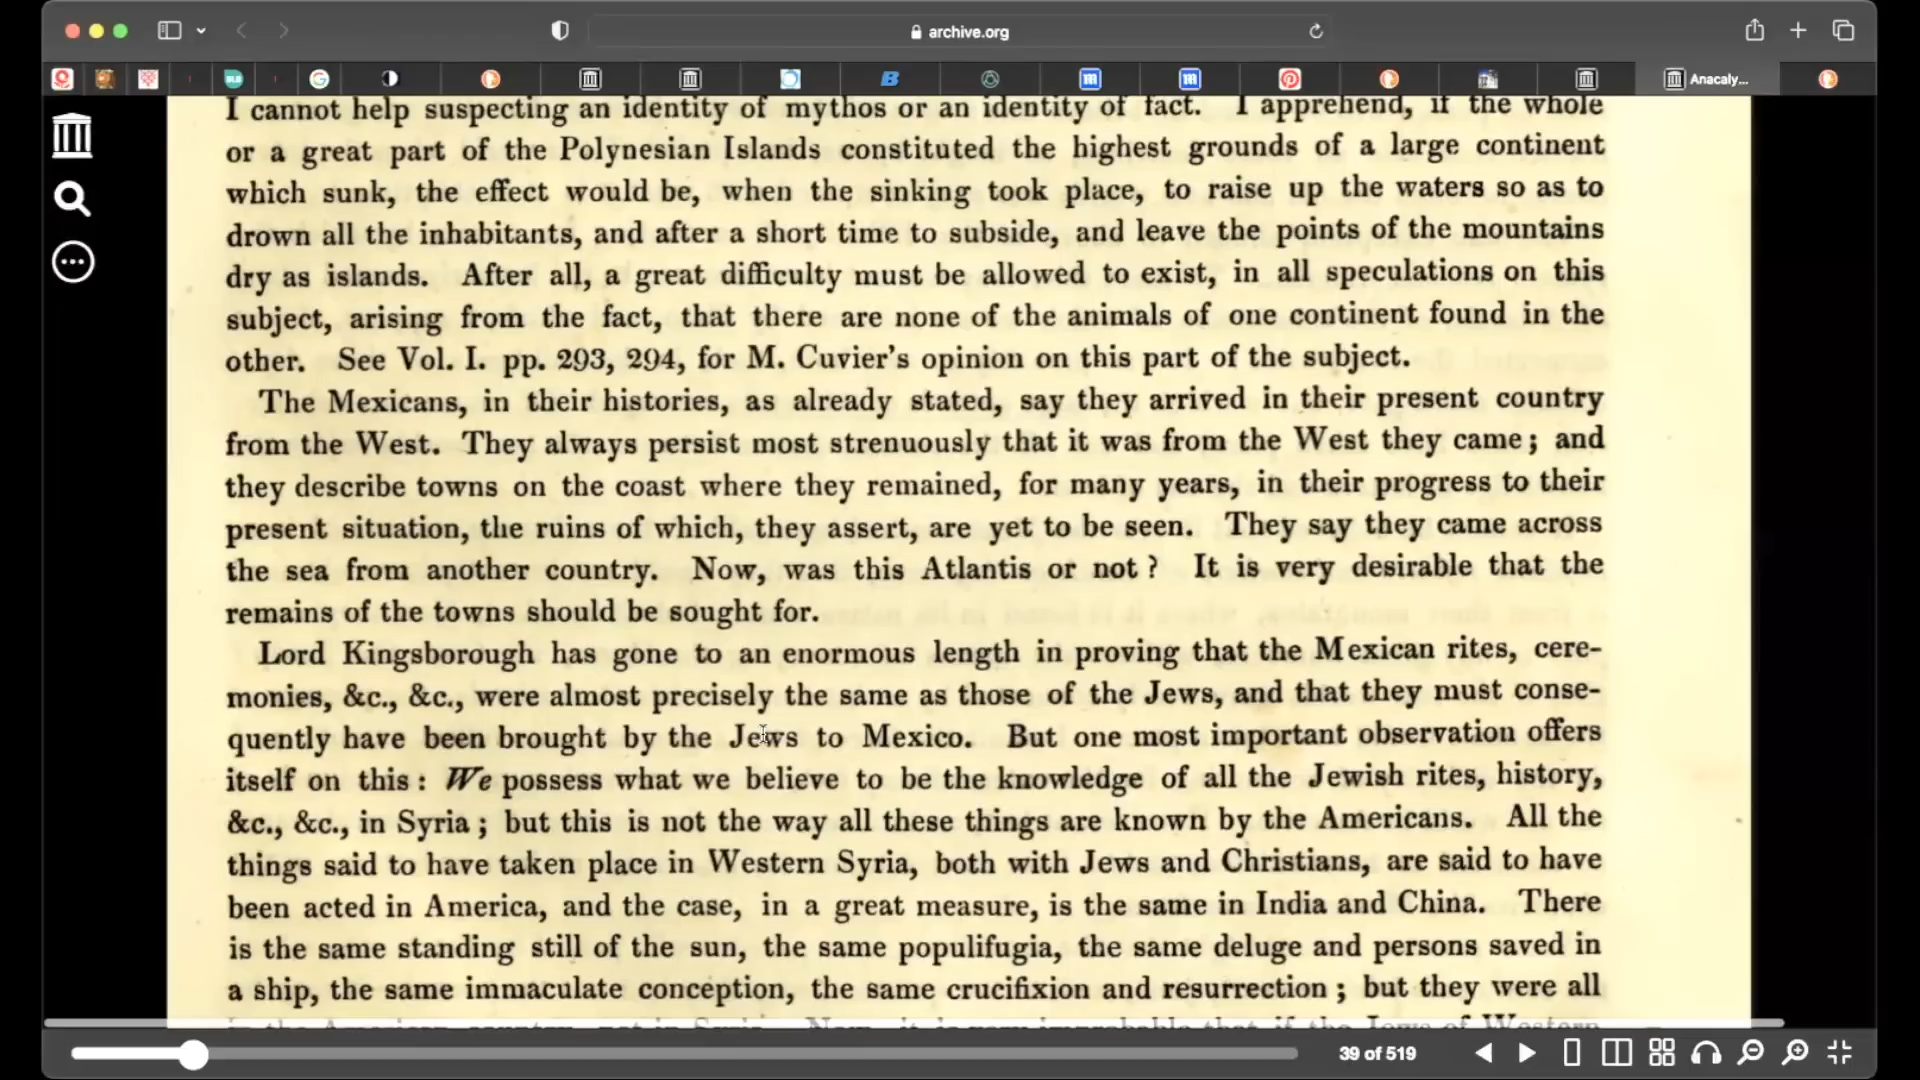 archive.org
BLB
G
B
m
m
Anacaly...
I cannot help suspecting an identity of mythos or an identity of fact. I apprehend, if the whole
or a great part of the Polynesian Islands constituted the highest grounds of a large continent
which sunk, the effect would be, when the sinking took place, to raise up the waters so as to
drown all the inhabitants, and after a short time to subside, and leave the points of the mountains
dry as islands. After all, a great difficulty must be allowed to exist, in all speculations on this
subject, arising from the fact, that there are none of the animals of one continent found in the
other. See Vol. I. pp. 293, 294, for M. Cuvier's opinion on this part of the subject.
The Mexicans, in their histories, as already stated, say they arrived in their present country
from the West. They always persist most strenuously that it was from the West they came; and
they describe towns on the coast where they remained, for many years, in their progress to their
present situation, the ruins of which, they assert, are yet to be seen. They say they came across
the sea from another country. Now, was this Atlantis or not? It is very desirable that the
remains of the towns should be sought for.
Lord Kingsborough has gone to an enormous length in proving that the Mexican rites, cere-
monies, &c., &c., were almost precisely the same as those of the Jews, and that they must conse-
quently have been brought by the Jews to Mexico. But one most important observation offers
itself on this: We possess what we believe to be the knowledge of all the Jewish rites, history,
&c., &c., in Syria; but this is not the way all these things are known by the Americans. All the
things said to have taken place in Western Syria, both with Jews and Christians, are said to have
been acted in America, and the case, in a great measure, is the same in India and China. There
is the same standing still of the sun, the same populifugia, the same deluge and persons saved in
a ship, the same immaculate conception, the same crucifixion and resurrection; but they were all
in the American country, not in Syria. Now, it is very improbable that if the Jews of Western
39 of 519